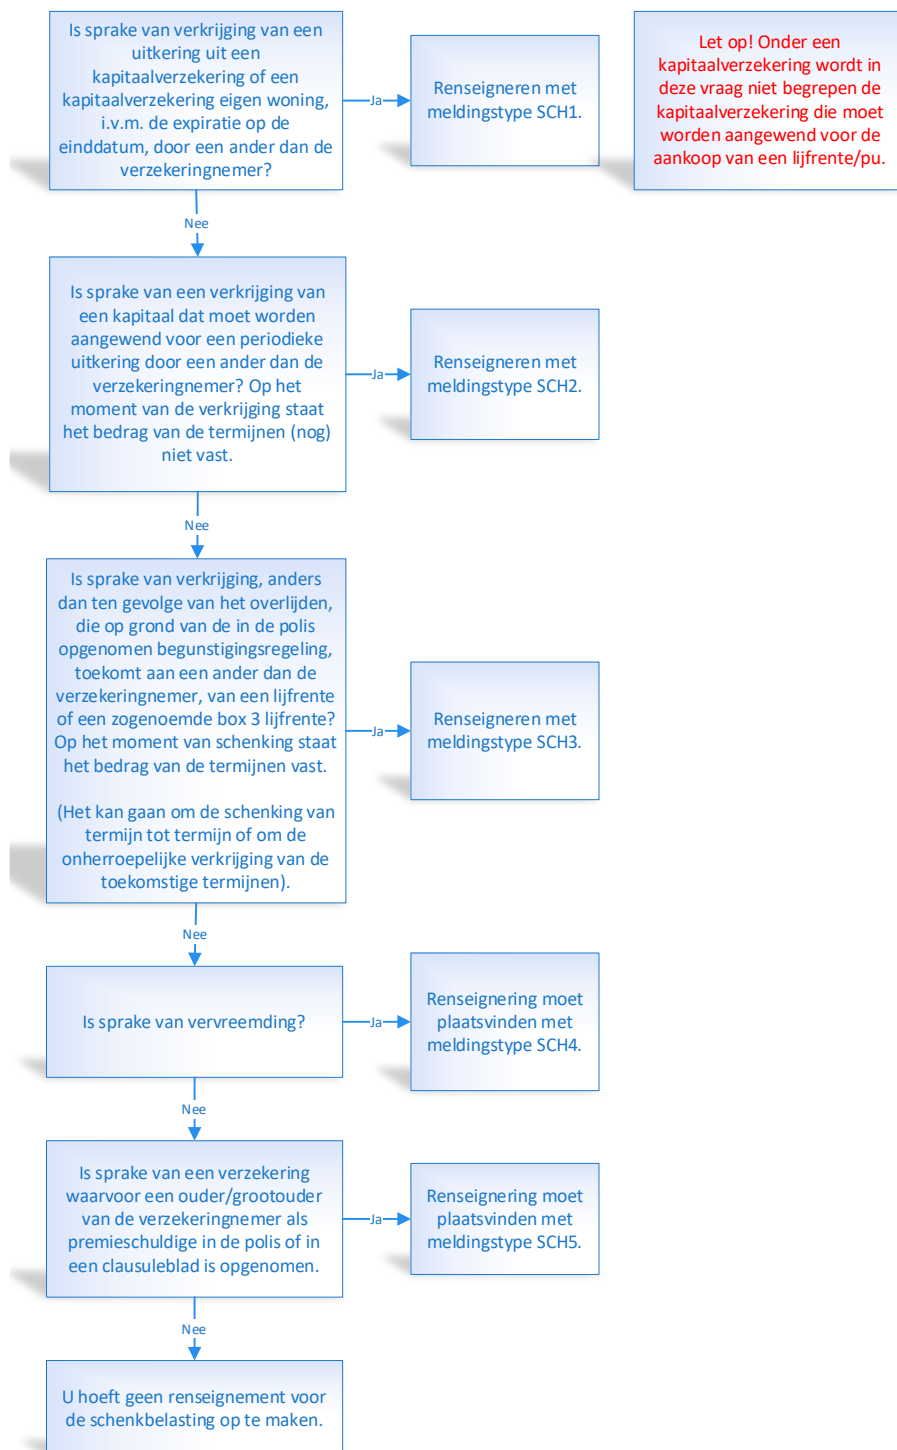 Is sprake van verkrijging van een
uitkering uit een
kapitaalverzekering of een
kapitaalverzekering eigen woning,
i.v.m. de expiratie op de
einddatum, door een ander dan de
verzekeringnemer?
Ja
Renseigneren met
meldingstype SCH1.
Let op! Onder een
kapitaalverzekering wordt in
deze vraag niet begrepen de
kapitaalverzekering die moet
worden aangewend voor de
aankoop van een lijfrente/pu.
Nee
Is sprake van een verkrijging van
een kapitaal dat moet worden
aangewend voor een periodieke
uitkering door een ander dan de
verzekeringnemer? Op het
moment van de verkrijging staat
het bedrag van de termijnen (nog)
niet vast.
Ja
Renseigneren met
meldingstype SCH2.
Nee
Is sprake van verkrijging, anders
dan ten gevolge van het overlijden,
die op grond van de in de polis
opgenomen begunstigingsregeling,
toekomt aan een ander dan de
verzekeringnemer, van een lijfrente
of een zogenoemde box 3 lijfrente?
Op het moment van schenking staat
het bedrag van de termijnen vast.
(Het kan gaan om de schenking van
termijn tot termijn of om de
onherroepelijke verkrijging van de
toekomstige termijnen).
Ja
Renseigneren met
meldingstype SCH3.
Nee
Is sprake van vervreemding?
Ja
Renseignering moet
plaatsvinden met
meldingstype SCH4.
Nee
Is sprake van een verzekering
waarvoor een ouder/grootouder
van de verzekeringnemer als
premieschuldige in de polis of in
een clausuleblad is opgenomen.
Ja
Renseignering moet
plaatsvinden met
meldingstype SCH5.
Nee
U hoeft geen renseignement voor
de schenkbelasting op te maken.